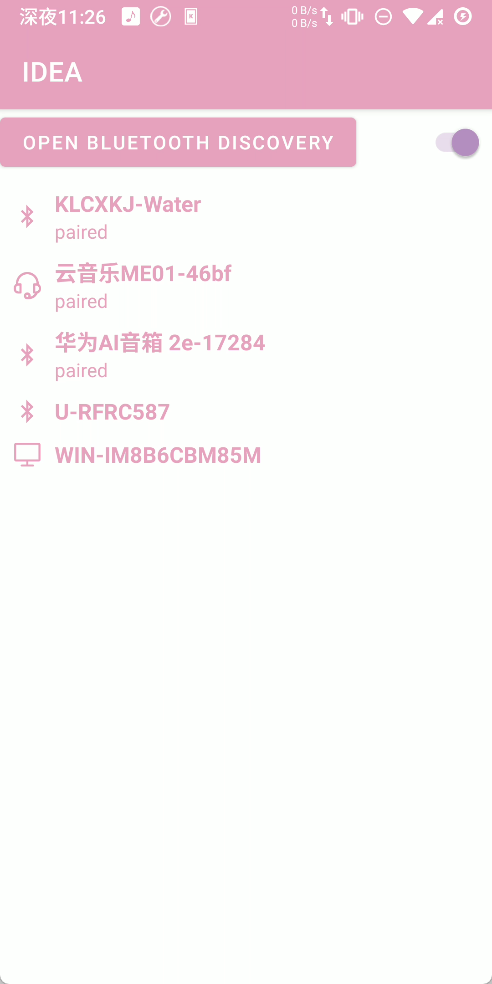 深夜11:26
0 B/s
0 B/s
IDEA
OPEN BLUETOOTH DISCOVERY
KLCXKJ-Water
paired
云音乐ME01-46bf
paired
华为AI音箱 2e-17284
paired
U-RFRC587
WIN-IM8B6CBM85M